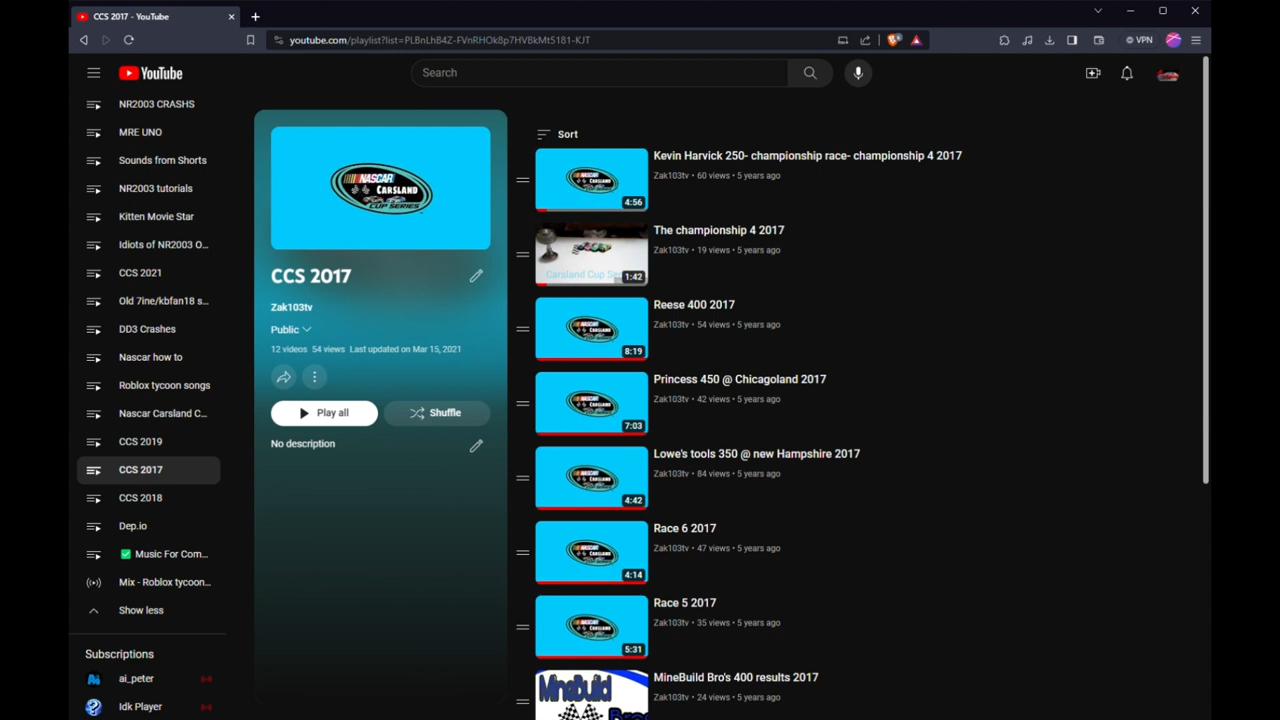 CCS 2017 - YouTube
youtube.com/playlist?list=PLBnLhB4Z-FVnRHOk8p7HVBkMt5181-KJT
VPN
YouTube
Search
NR2003 CRASHS
MRE UNO
Sounds from Shorts
NR2003 tutorials
Kitten Movie Star
Idiots of NR2003 O...
CCS 2021
Old 7ine/kbfan18 s...
DD3 Crashes
Nascar how to
Roblox tycoon songs
Nascar Carsland C...
CCS 2019
CCS 2017
CCS 2018
Dep.io
Music For Com...
Mix - Roblox tycoon...
Show less
Subscriptions
ai_peter
Idk Player
NASCAR
CARSLAND
CUP SERIES
CCS 2017
Zak103tv
Public
12 videos 54 views Last updated on Mar 15, 2021
Play all
Shuffle
No description
Sort
Kevin Harvick 250- championship race- championship 4 2017
Zak103tv • 60 views • 5 years ago
4:56
The championship 4 2017
Zak103tv • 19 views • 5 years ago
Carsland Cup Se
1:42
Reese 400 2017
Zak103tv • 54 views • 5 years ago
8:19
Princess 450 @ Chicagoland 2017
Zak103tv • 42 views • 5 years ago
7:03
Lowe's tools 350 @ new Hampshire 2017
Zak103tv • 84 views • 5 years ago
4:42
Race 6 2017
Zak103tv • 47 views • 5 years ago
4:14
Race 5 2017
Zak103tv • 35 views • 5 years ago
5:31
MineBuild Bro's 400 results 2017
Zak103tv • 24 views • 5 years ago
MineBuild